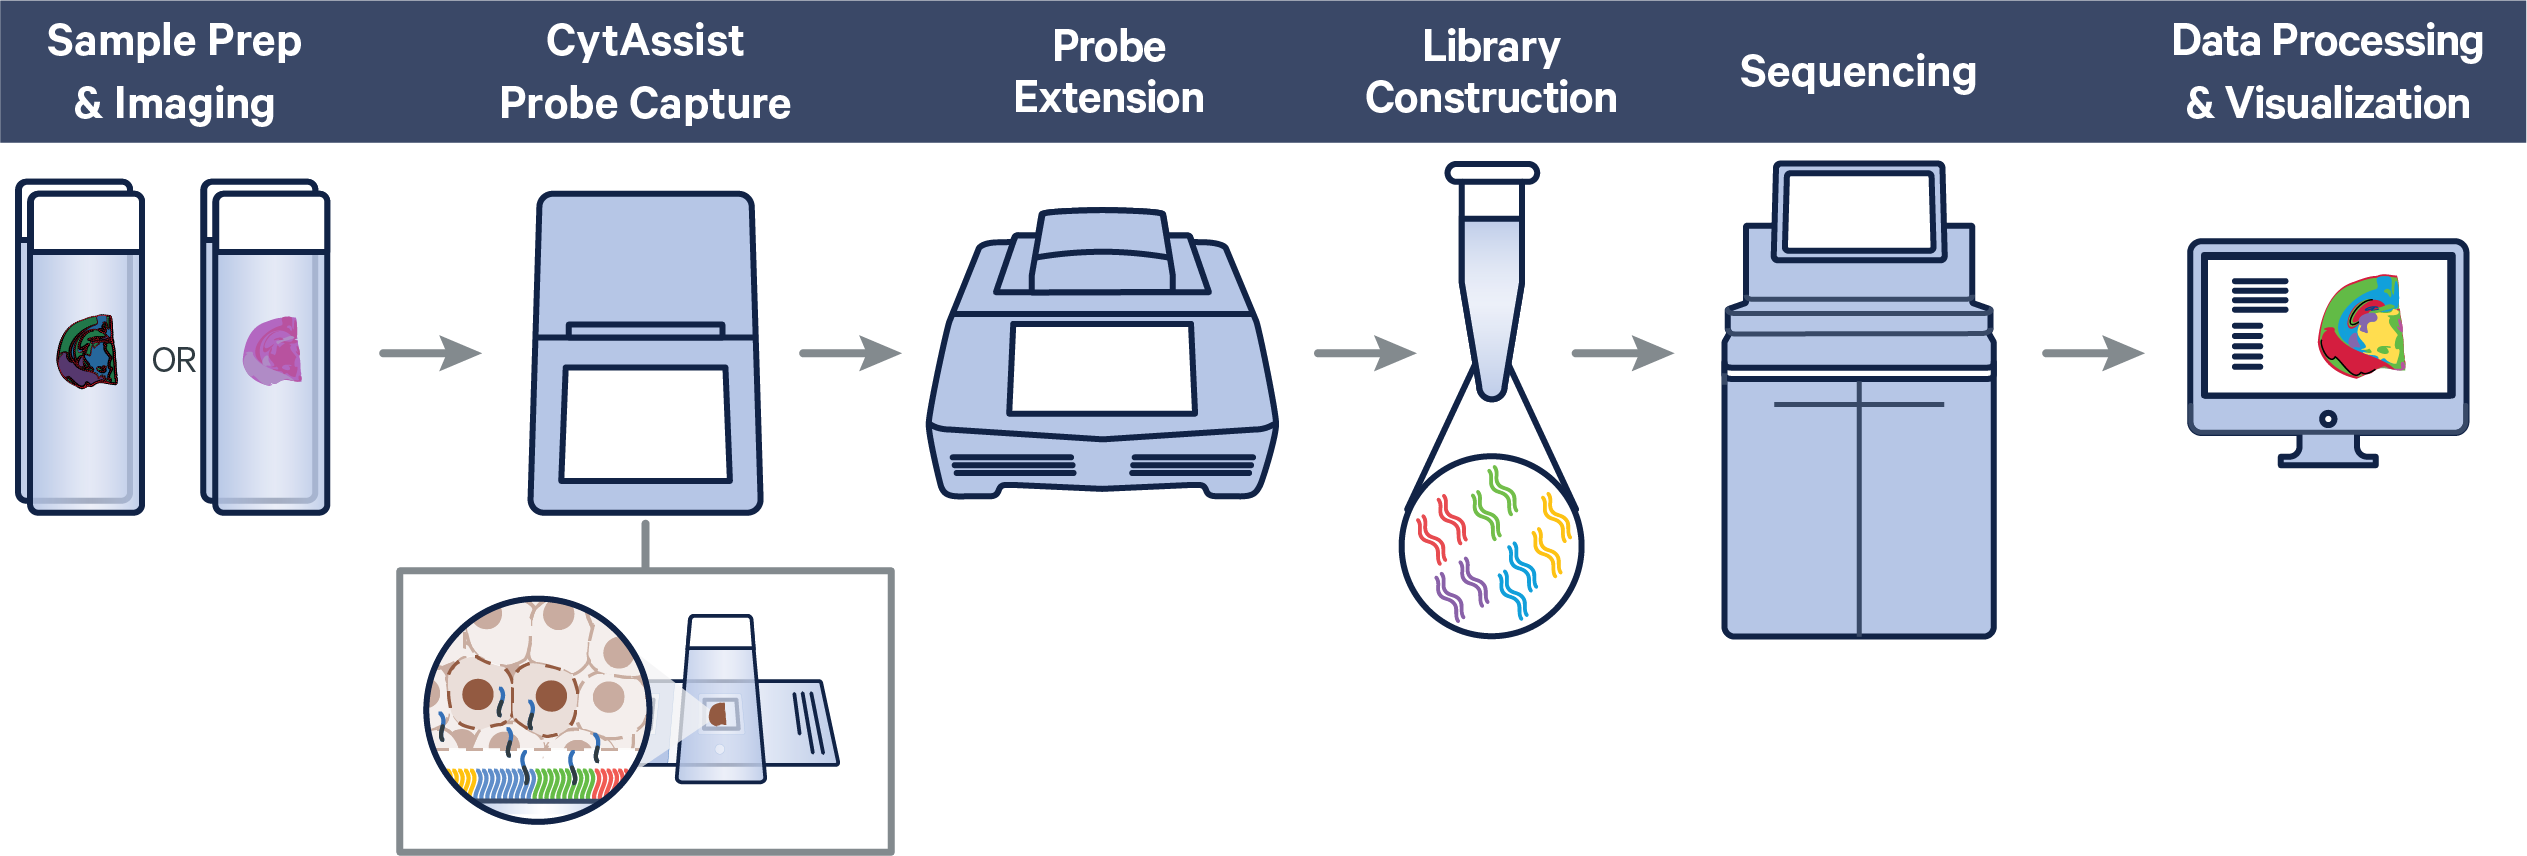 Sample Prep
& Imaging
CytAssist
Probe Capture
Probe
Extension
Library
Construction
Sequencing
Data Processing
& Visualization
OR